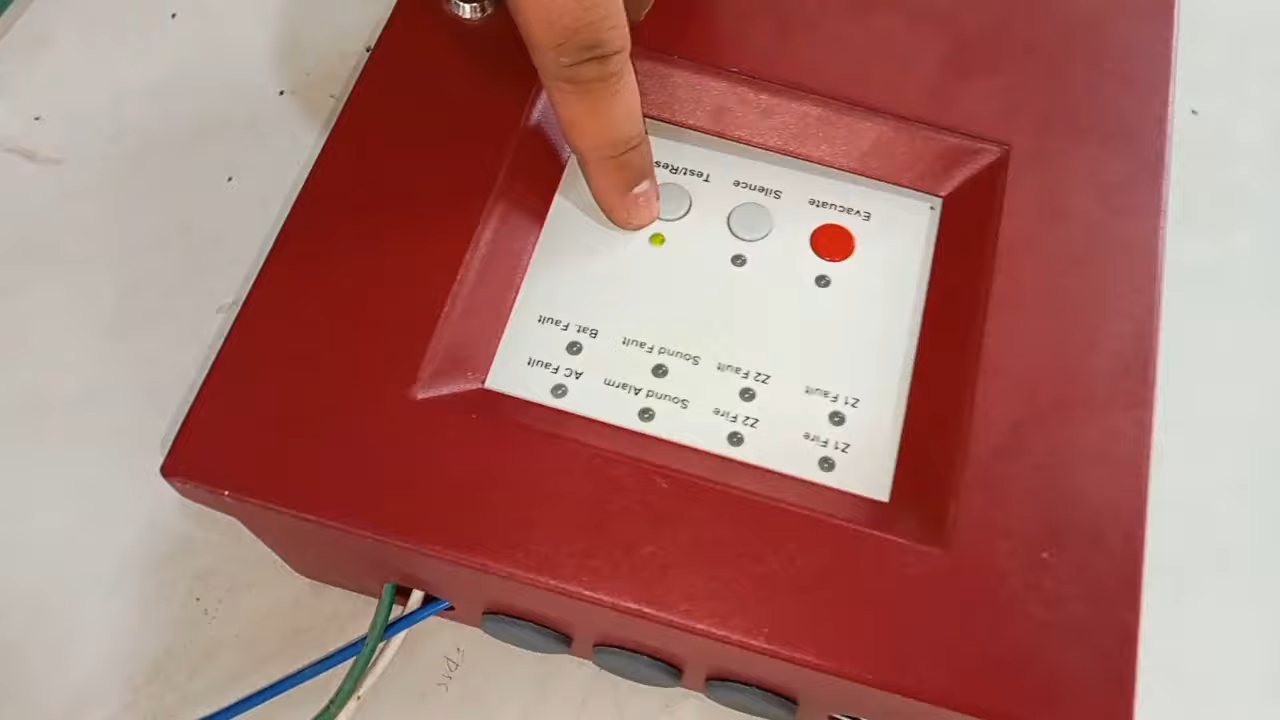 Z1 Fire Z2 Fire Sound Alarm AC Fault
Z1 Fault Z2 Fault Sound Fault Bat. Fault
Evacuate Silence Test/Res